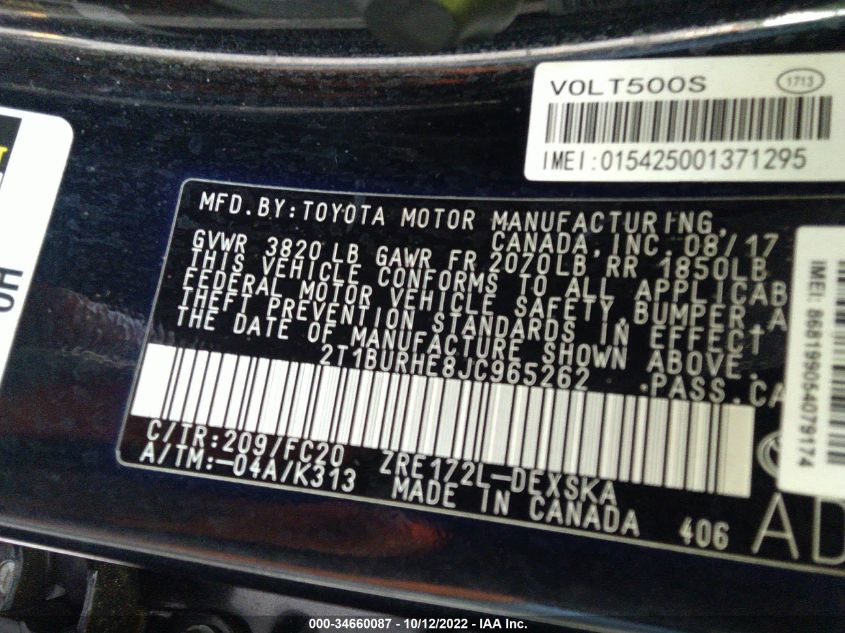 VOLT500S 1713
IMEI:015425001371295
MFD.BY:TOYOTA MOTOR MANUFACTURING,
CANADA,INC. 08/17
GVWR 3820 LB GAWR FR 2070LB RR 1850LB
THIS VEHICLE CONFORMS TO ALL APPLICAB
FEDERAL MOTOR VEHICLE SAFETY,BUMPER,A
THEFT PREVENTION STANDARDS IN EFFECT
THE DATE OF MANUFACTURE SHOWN ABOVE.
2T1BURHE8JC965262 PASS.CA
C/TR:209/FC20 ZRE172L-DEXSKA
A/TM:-04A/K313 MADE IN CANADA 406
AD
IMEI: 868199054079174
OH
000-34660087 - 10/12/2022 - IAA Inc.